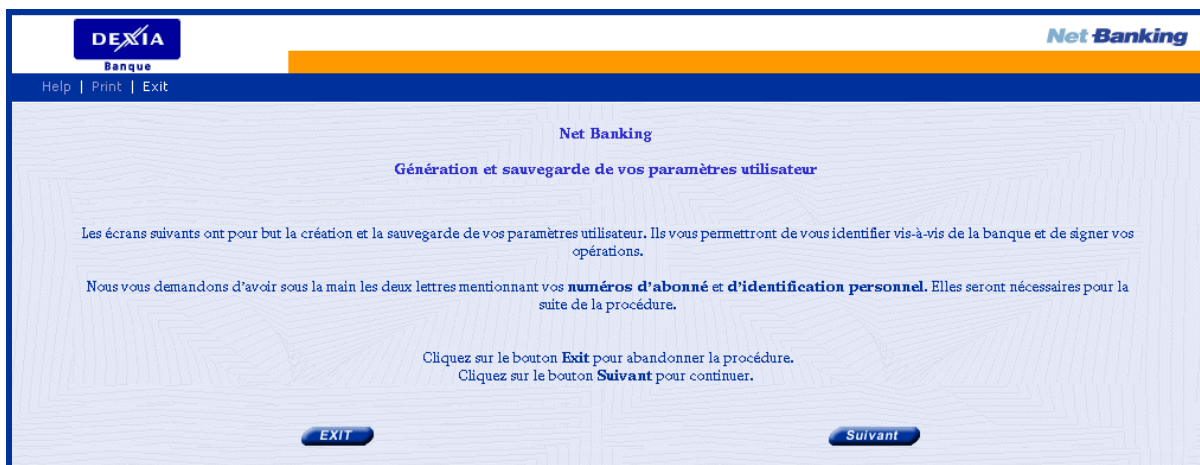 DEXIA
Banque
Net Banking
Help | Print | Exit
Net Banking
Génération et sauvegarde de vos paramètres utilisateur
Les écrans suivants ont pour but la création et la sauvegarde de vos paramètres utilisateur. Ils vous permettront de vous identifier vis-à-vis de la banque et de signer vos
opérations.
Nous vous demandons d'avoir sous la main les deux lettres mentionnant vos numéros d'abonné et d'identification personnel. Elles seront nécessaires pour la
suite de la procédure.
Cliquez sur le bouton Exit pour abandonner la procédure.
Cliquez sur le bouton Suivant pour continuer.
EXIT
Suivant